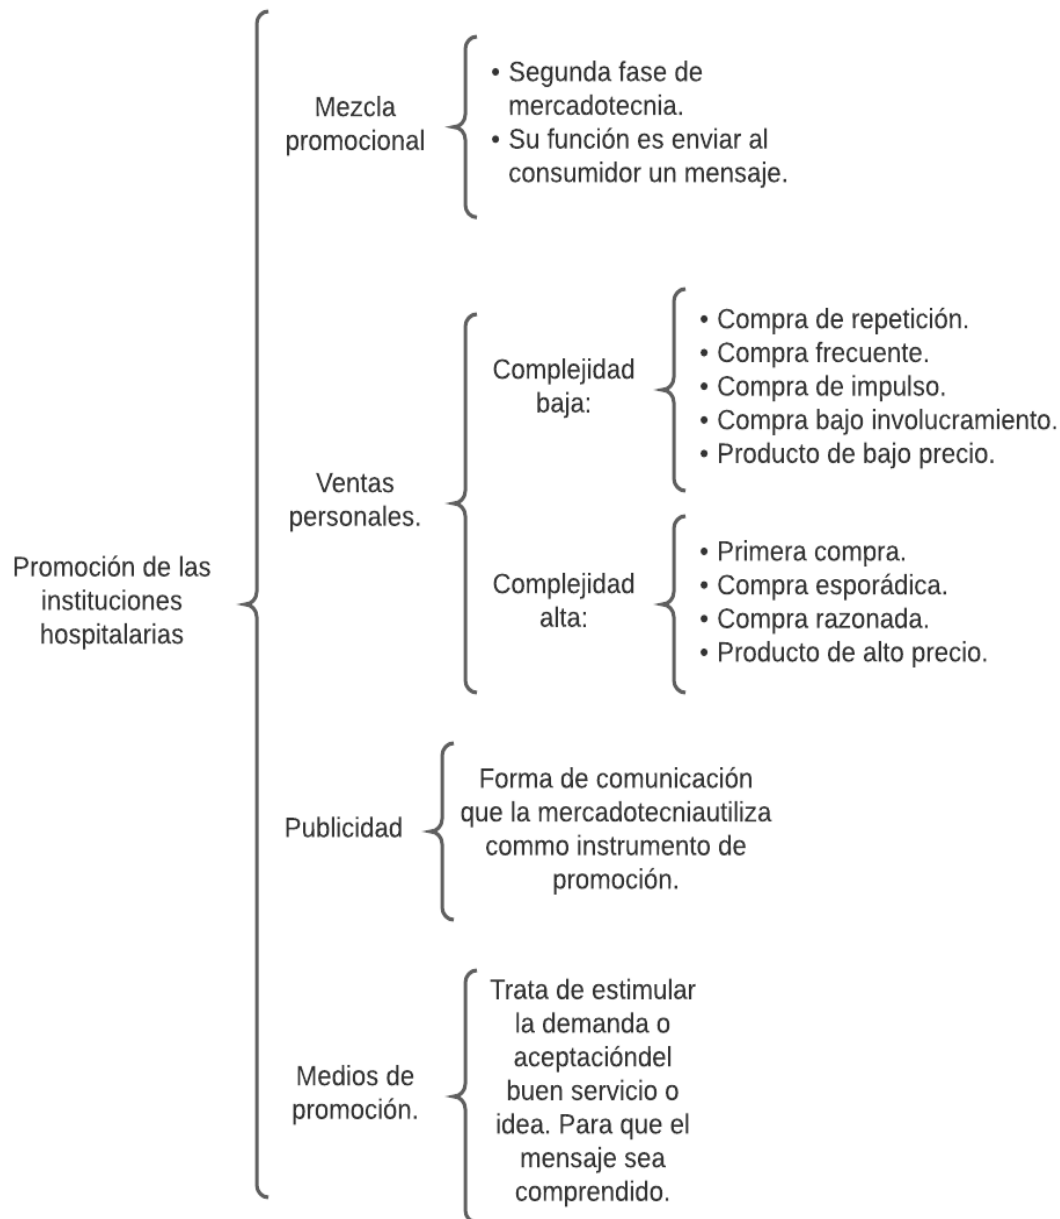 Promoción de las
instituciones
hospitalarias
Mezcla
promocional
• Segunda fase de
mercadotecnia.
• Su función es enviar al
consumidor un mensaje.
Ventas
personales.
Complejidad
baja:
• Compra de repetición.
• Compra frecuente.
• Compra de impulso.
• Compra bajo involucramiento.
• Producto de bajo precio.
Complejidad
alta:
• Primera compra.
• Compra esporádica.
• Compra razonada.
• Producto de alto precio.
Publicidad
Forma de comunicación
que la mercadotecniautiliza
commo instrumento de
promoción.
Medios de
promoción.
Trata de estimular
la demanda o
aceptacióndel
buen servicio o
idea. Para que el
mensaje sea
comprendido.